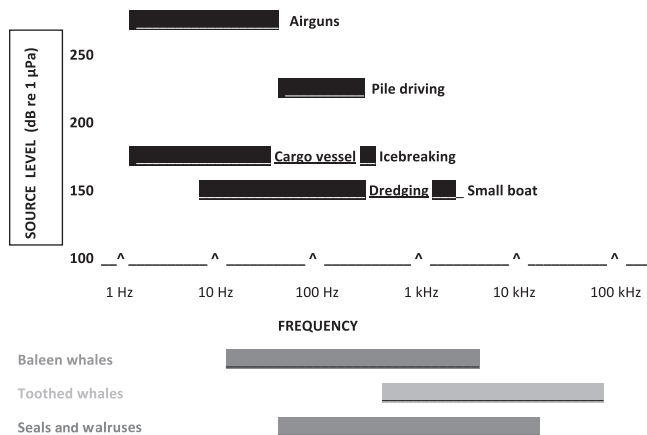 Airguns
250
Pile driving
200
Cargo vessel Icebreaking
150
Dredging Small boat
100
SOURCE LEVEL (dB re 1 µPa)
^ ^ ^ ^ ^ ^
1 Hz 10 Hz 100 Hz 1 kHz 10 kHz 100 kHz
FREQUENCY
Baleen whales
Toothed whales
Seals and walruses